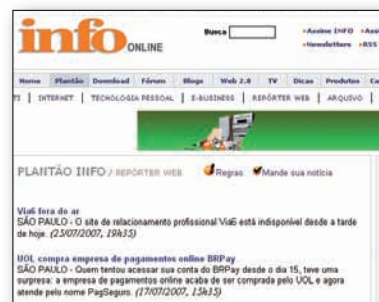 info ONLINE
Busca
Assine INFO
Newsletters RSS
Home Plantão Download Fórum Blogs Web 2.0 TV Dicas Produtos
INTERNET | TECNOLOGIA PESSOAL | E-BUSINESS | REPÓRTER WEB | ARQUIVO |
PLANTÃO INFO / REPÓRTER WEB Regras Mande sua notícia
Via6 fora do ar
SÃO PAULO - O site de relacionamento profissional Via6 está indisponível desde a tarde
de hoje. (25/07/2007, 19h35)
UOL compra empresa de pagamentos online BRPay
SÃO PAULO - Quem tentou acessar sua conta do BRPay desde o dia 15, teve uma
surpresa: a empresa de pagamentos online acaba de ser comprada pelo UOL e agora
atende pelo nome PagSeguro. (17/07/2007, 15h35)